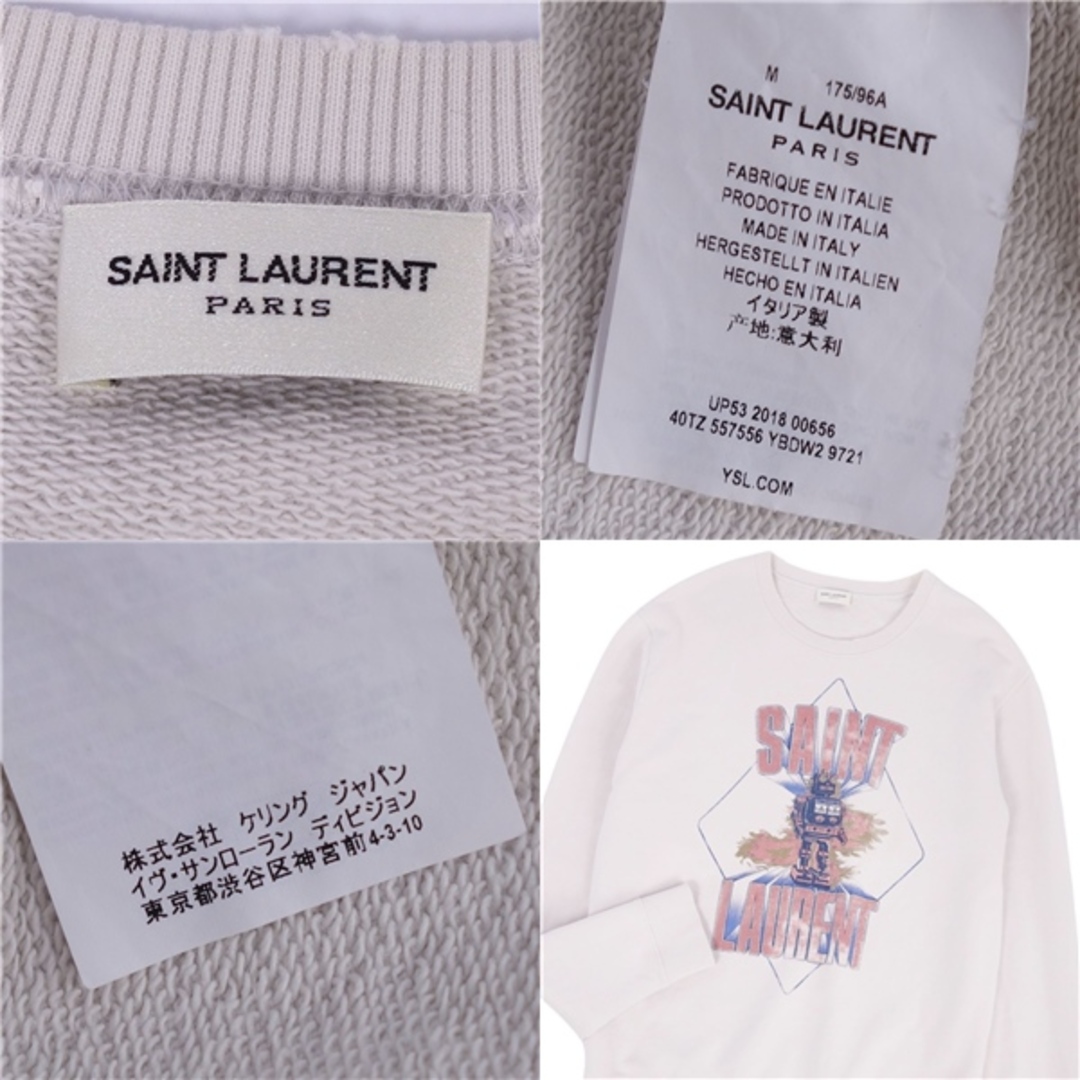 SAINT LAURENT
PARIS
M 175/96A
SAINT LAURENT
PARIS
FABRIQUE EN ITALIE
PRODOTTO IN ITALIA
MADE IN ITALY
HERGESTELLT IN ITALIEN
HECHO EN ITALIA
イタリア製
产地:意大利
UP53 2018 00656
40TZ 557556 YBDW2 9721
YSL.COM
株式会社 ケリング ジャパン
イヴ・サンローラン ディビジョン
東京都渋谷区神宮前4-3-10
SAINT LAURENT
SAINT
LAURENT